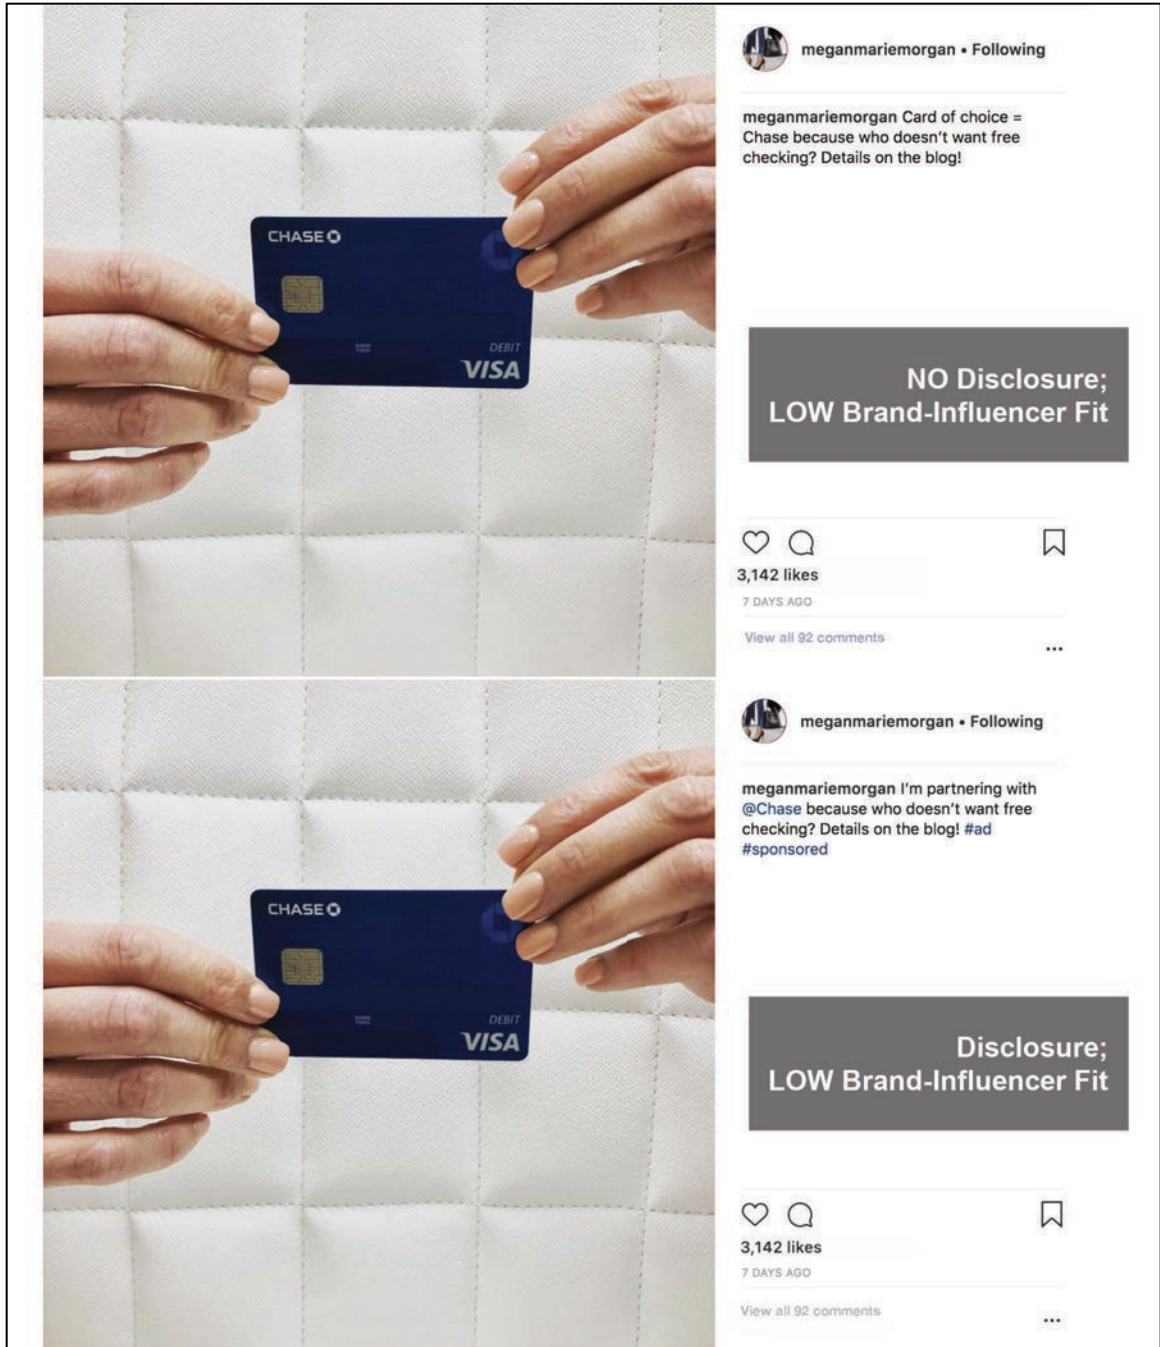 meganmariemorgan • Following
meganmariemorgan Card of choice =
Chase because who doesn't want free
checking? Details on the blog!
CHASE
DEBIT
VISA
NO Disclosure;
LOW Brand-Influencer Fit
3,142 likes
7 DAYS AGO
View all 92 comments
meganmariemorgan • Following
meganmariemorgan I'm partnering with
@Chase because who doesn't want free
checking? Details on the blog! #ad
#sponsored
CHASE
DEBIT
VISA
Disclosure;
LOW Brand-Influencer Fit
3,142 likes
7 DAYS AGO
View all 92 comments